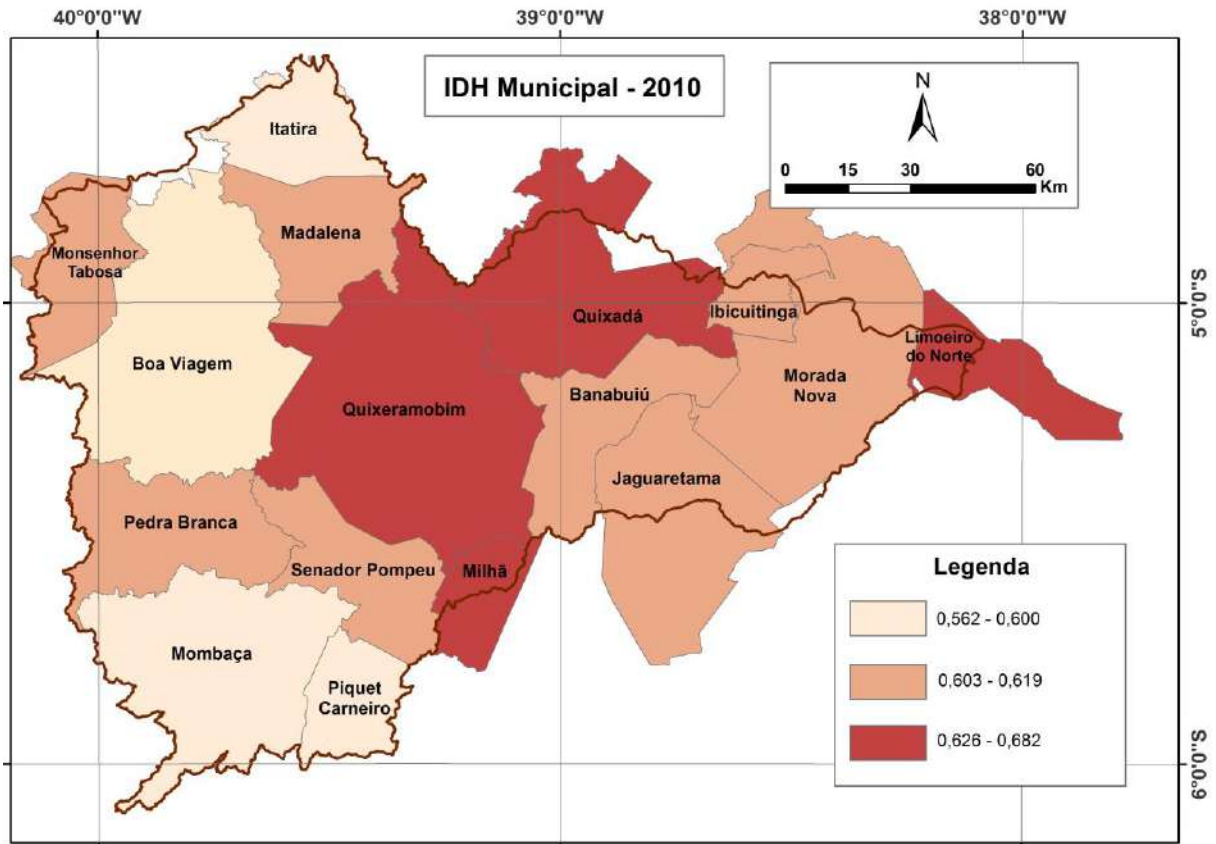 40°0'0"W
39°0'0"W
38°0'0"W
IDH Municipal - 2010
N
0 15 30 60
Km
Itatira
Monsenhor
Tabosa
Madalena
5°0'0"S
Quixadá
Ibicuitinga
Limoeiro
do Norte
Boa Viagem
Quixeramobim
Banabuiú
Morada
Nova
Jaguaretama
Pedra Branca
Senador Pompeu
Milhã
Mombaça
Piquet
Carneiro
Legenda
0,562 - 0,600
0,603 - 0,619
0,626 - 0,682
6°0'0"S